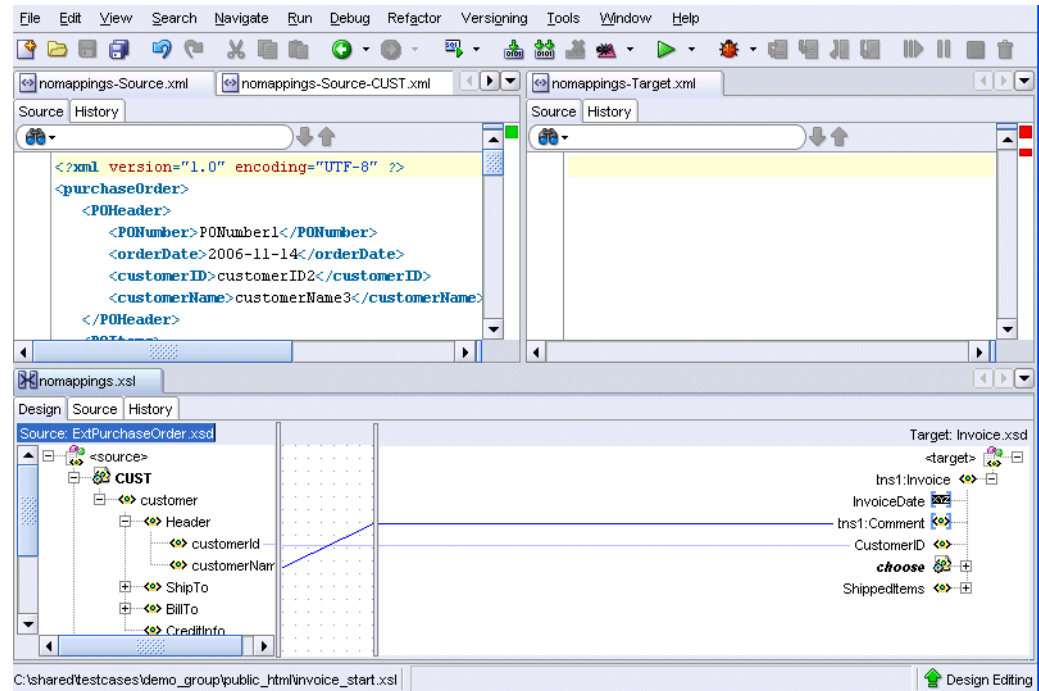 File Edit View Search Navigate Run Debug Refactor Versioning Tools Window Help
nomappings-Source.xml
nomappings-Source-CUST.xml
nomappings-Target.xml
Source History
Source History
<?xml version="1.0" encoding="UTF-8" ?>
<purchaseOrder>
<POHeader>
<PONumber>PONumber1</PONumber>
<orderDate>2006-11-14</orderDate>
<customerID>customerID2</customerID>
<customerName>customerName3</customerName>
</POHeader>
<POItems>
nomappings.xsl
Design Source History
Source: ExtPurchaseOrder.xsd
Target: Invoice.xsd
<source>
<target>
CUST
tns1:Invoice
customer
InvoiceDate
Header
tns1:Comment
customerId
CustomerID
customerNam
choose
ShipTo
ShippedItems
BillTo
CreditInfo
C:\shared\testcases\demo_group\public_html\invoice_start.xsl
Design Editing